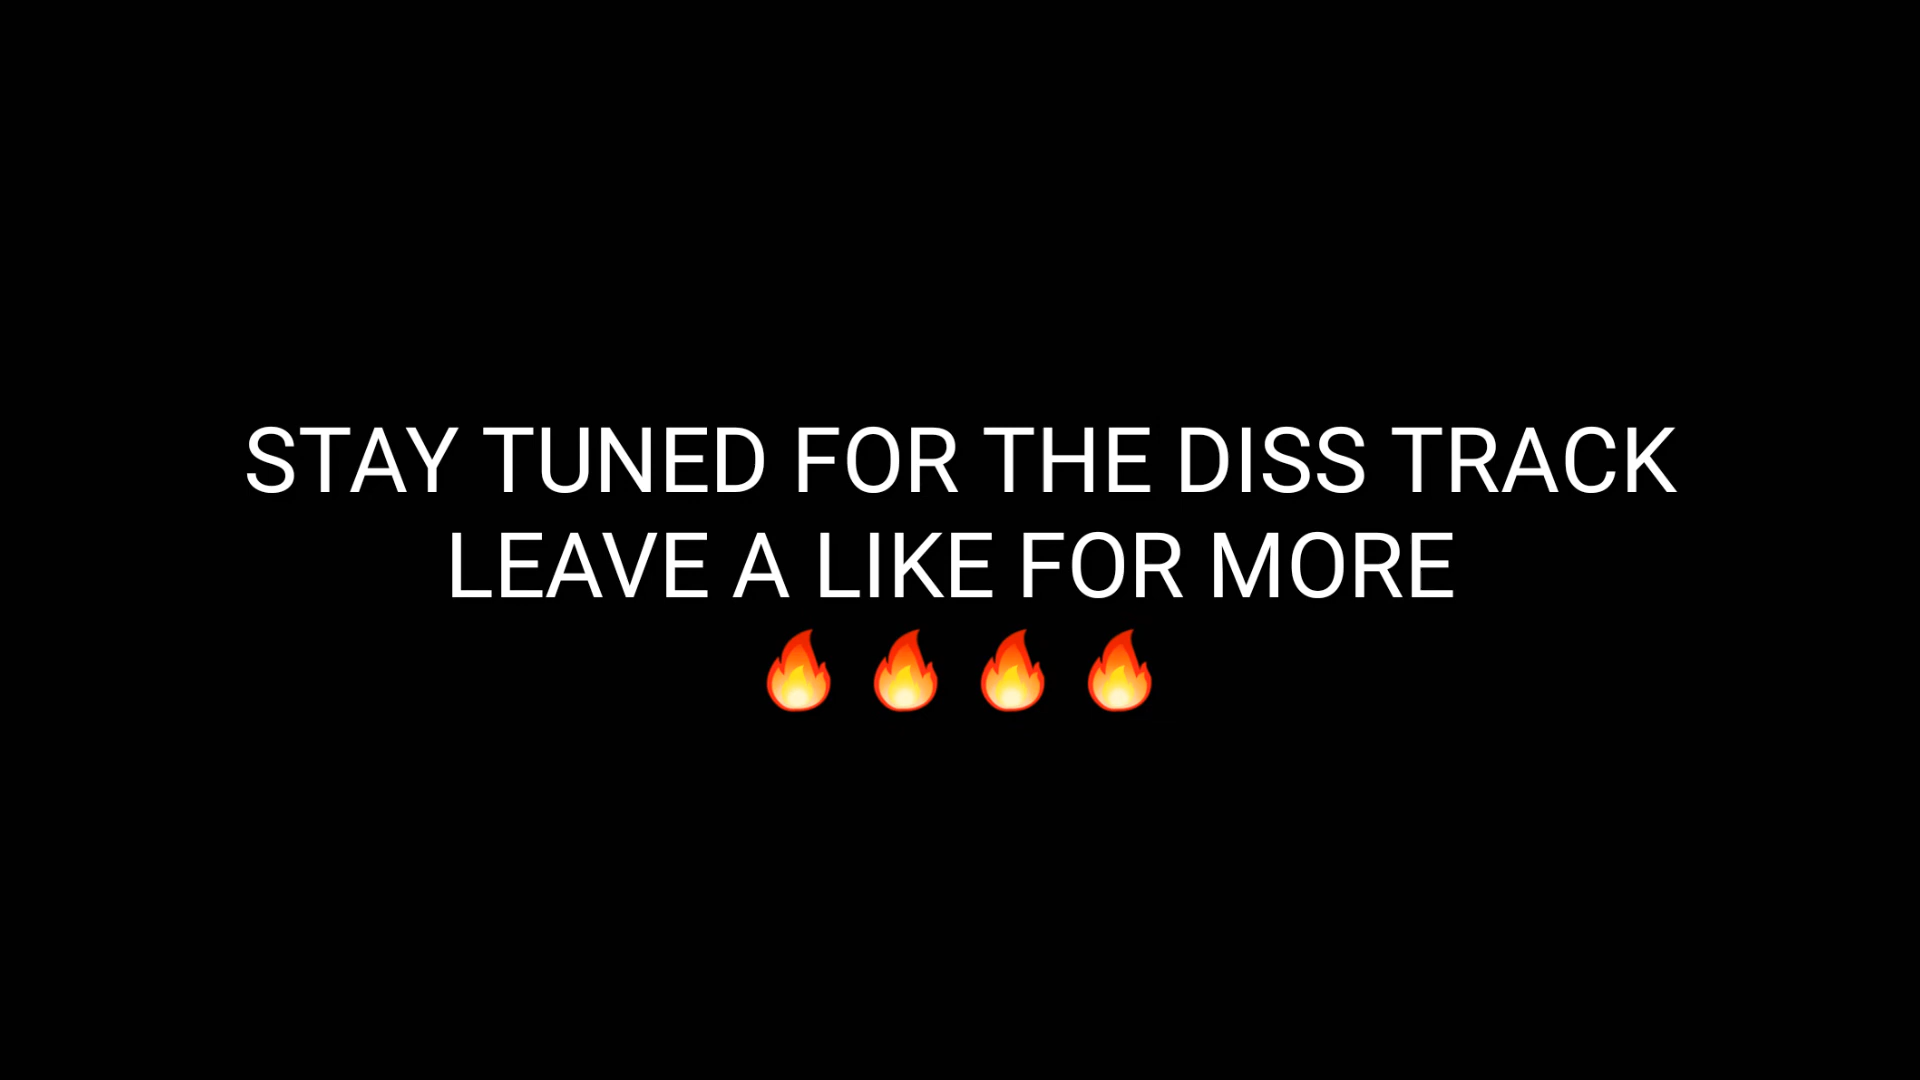 STAY TUNED FOR THE DISS TRACK
LEAVE A LIKE FOR MORE
🔥 🔥 🔥 🔥